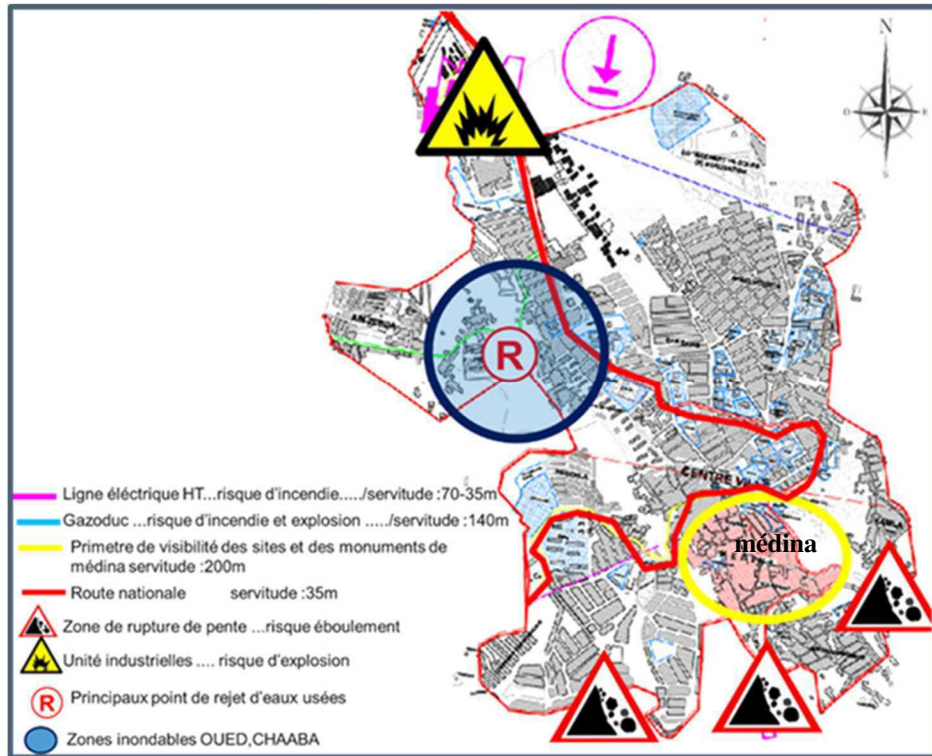 N
O
E
S
R
CENTRE VILLE
médina
Ligne éléctrique HT...risque d'incendie...../servitude :70-35m
Gazoduc ...risque d'incendie et explosion ...../servitude :140m
Primetre de visibilité des sites et des monuments de
médina servitude :200m
Route nationale servitude :35m
Zone de rupture de pente ...risque éboulement
Unité industrielles .... risque d'explosion
R
Principaux point de rejet d'eaux usées
Zones inondables OUED,CHAABA